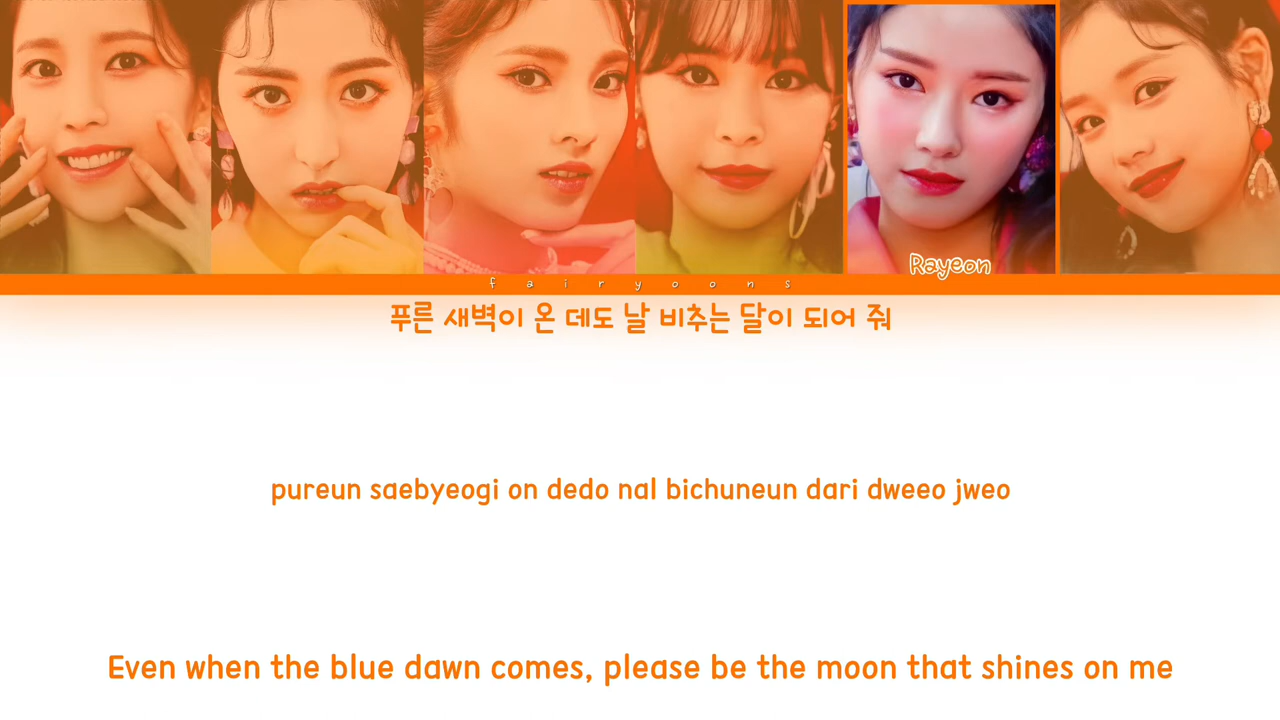 Rayeon
fairyoons
푸른 새벽이 온 데도 날 비추는 달이 되어 줘
pureun saebyeogi on dedo nal bichuneun dari dweeo jweo
Even when the blue dawn comes, please be the moon that shines on me